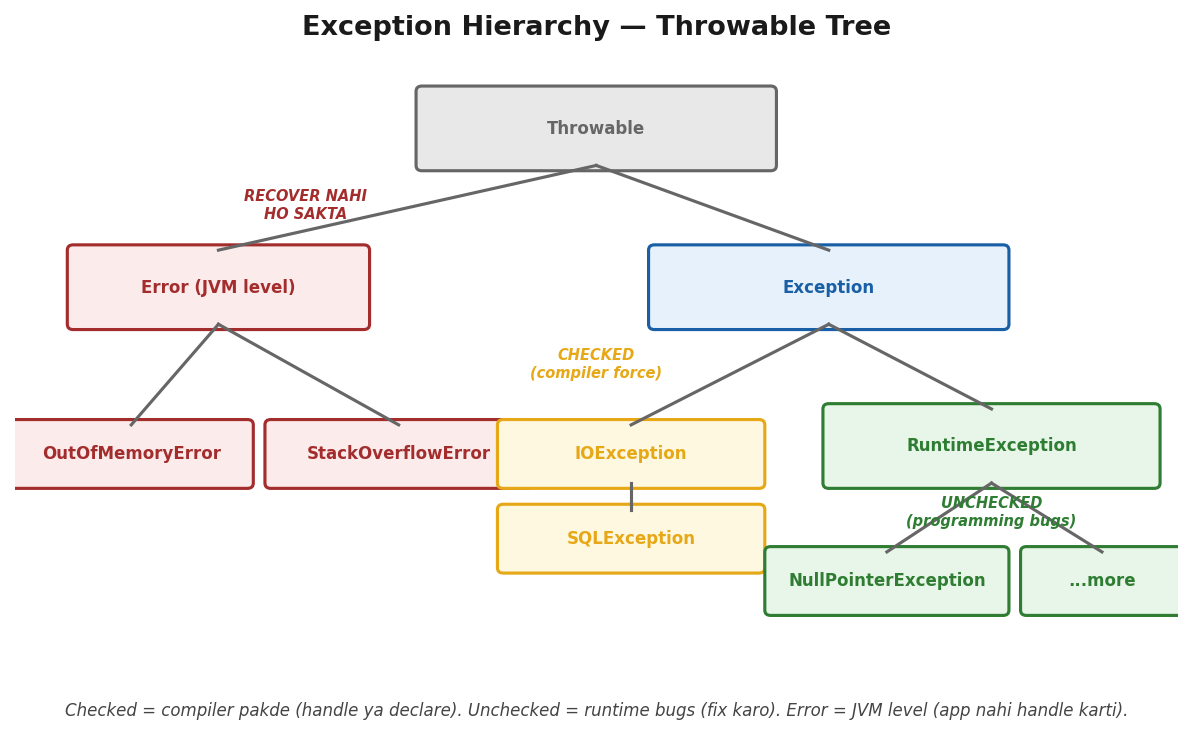 Exception Hierarchy — Throwable Tree
Throwable
RECOVER NAHI
HO SAKTA
Error (JVM level)
Exception
CHECKED
(compiler force)
OutOfMemoryError
StackOverflowError
IOException
RuntimeException
UNCHECKED
(programming bugs)
SQLException
NullPointerException
...more
Checked = compiler pakde (handle ya declare). Unchecked = runtime bugs (fix karo). Error = JVM level (app nahi handle karti).